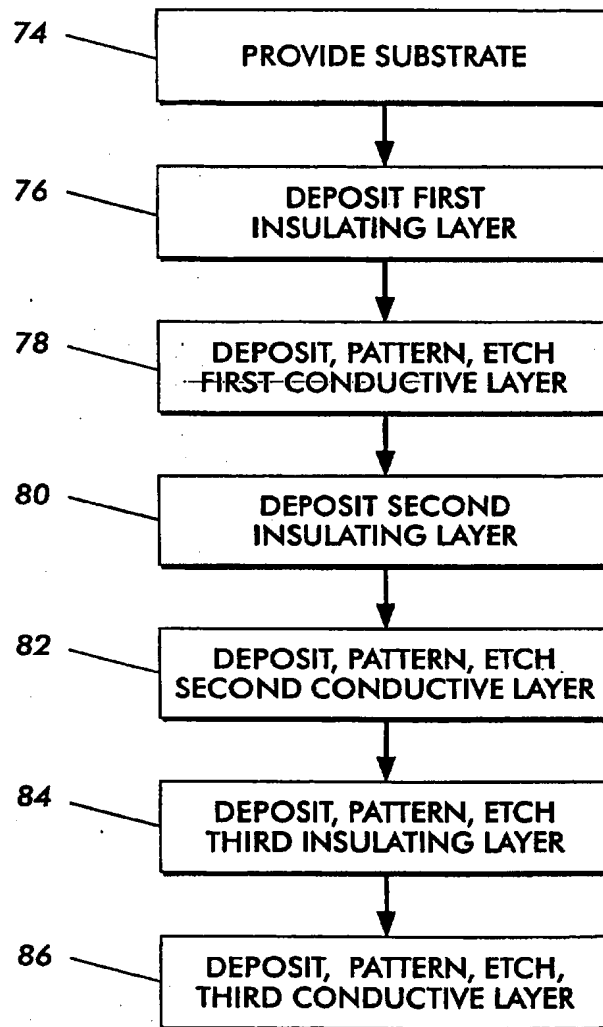 74
PROVIDE SUBSTRATE
76
DEPOSIT FIRST
INSULATING LAYER
78
DEPOSIT, PATTERN, ETCH
FIRST CONDUCTIVE LAYER
80
DEPOSIT SECOND
INSULATING LAYER
82
DEPOSIT, PATTERN, ETCH
SECOND CONDUCTIVE LAYER
84
DEPOSIT, PATTERN, ETCH
THIRD INSULATING LAYER
86
DEPOSIT, PATTERN, ETCH,
THIRD CONDUCTIVE LAYER